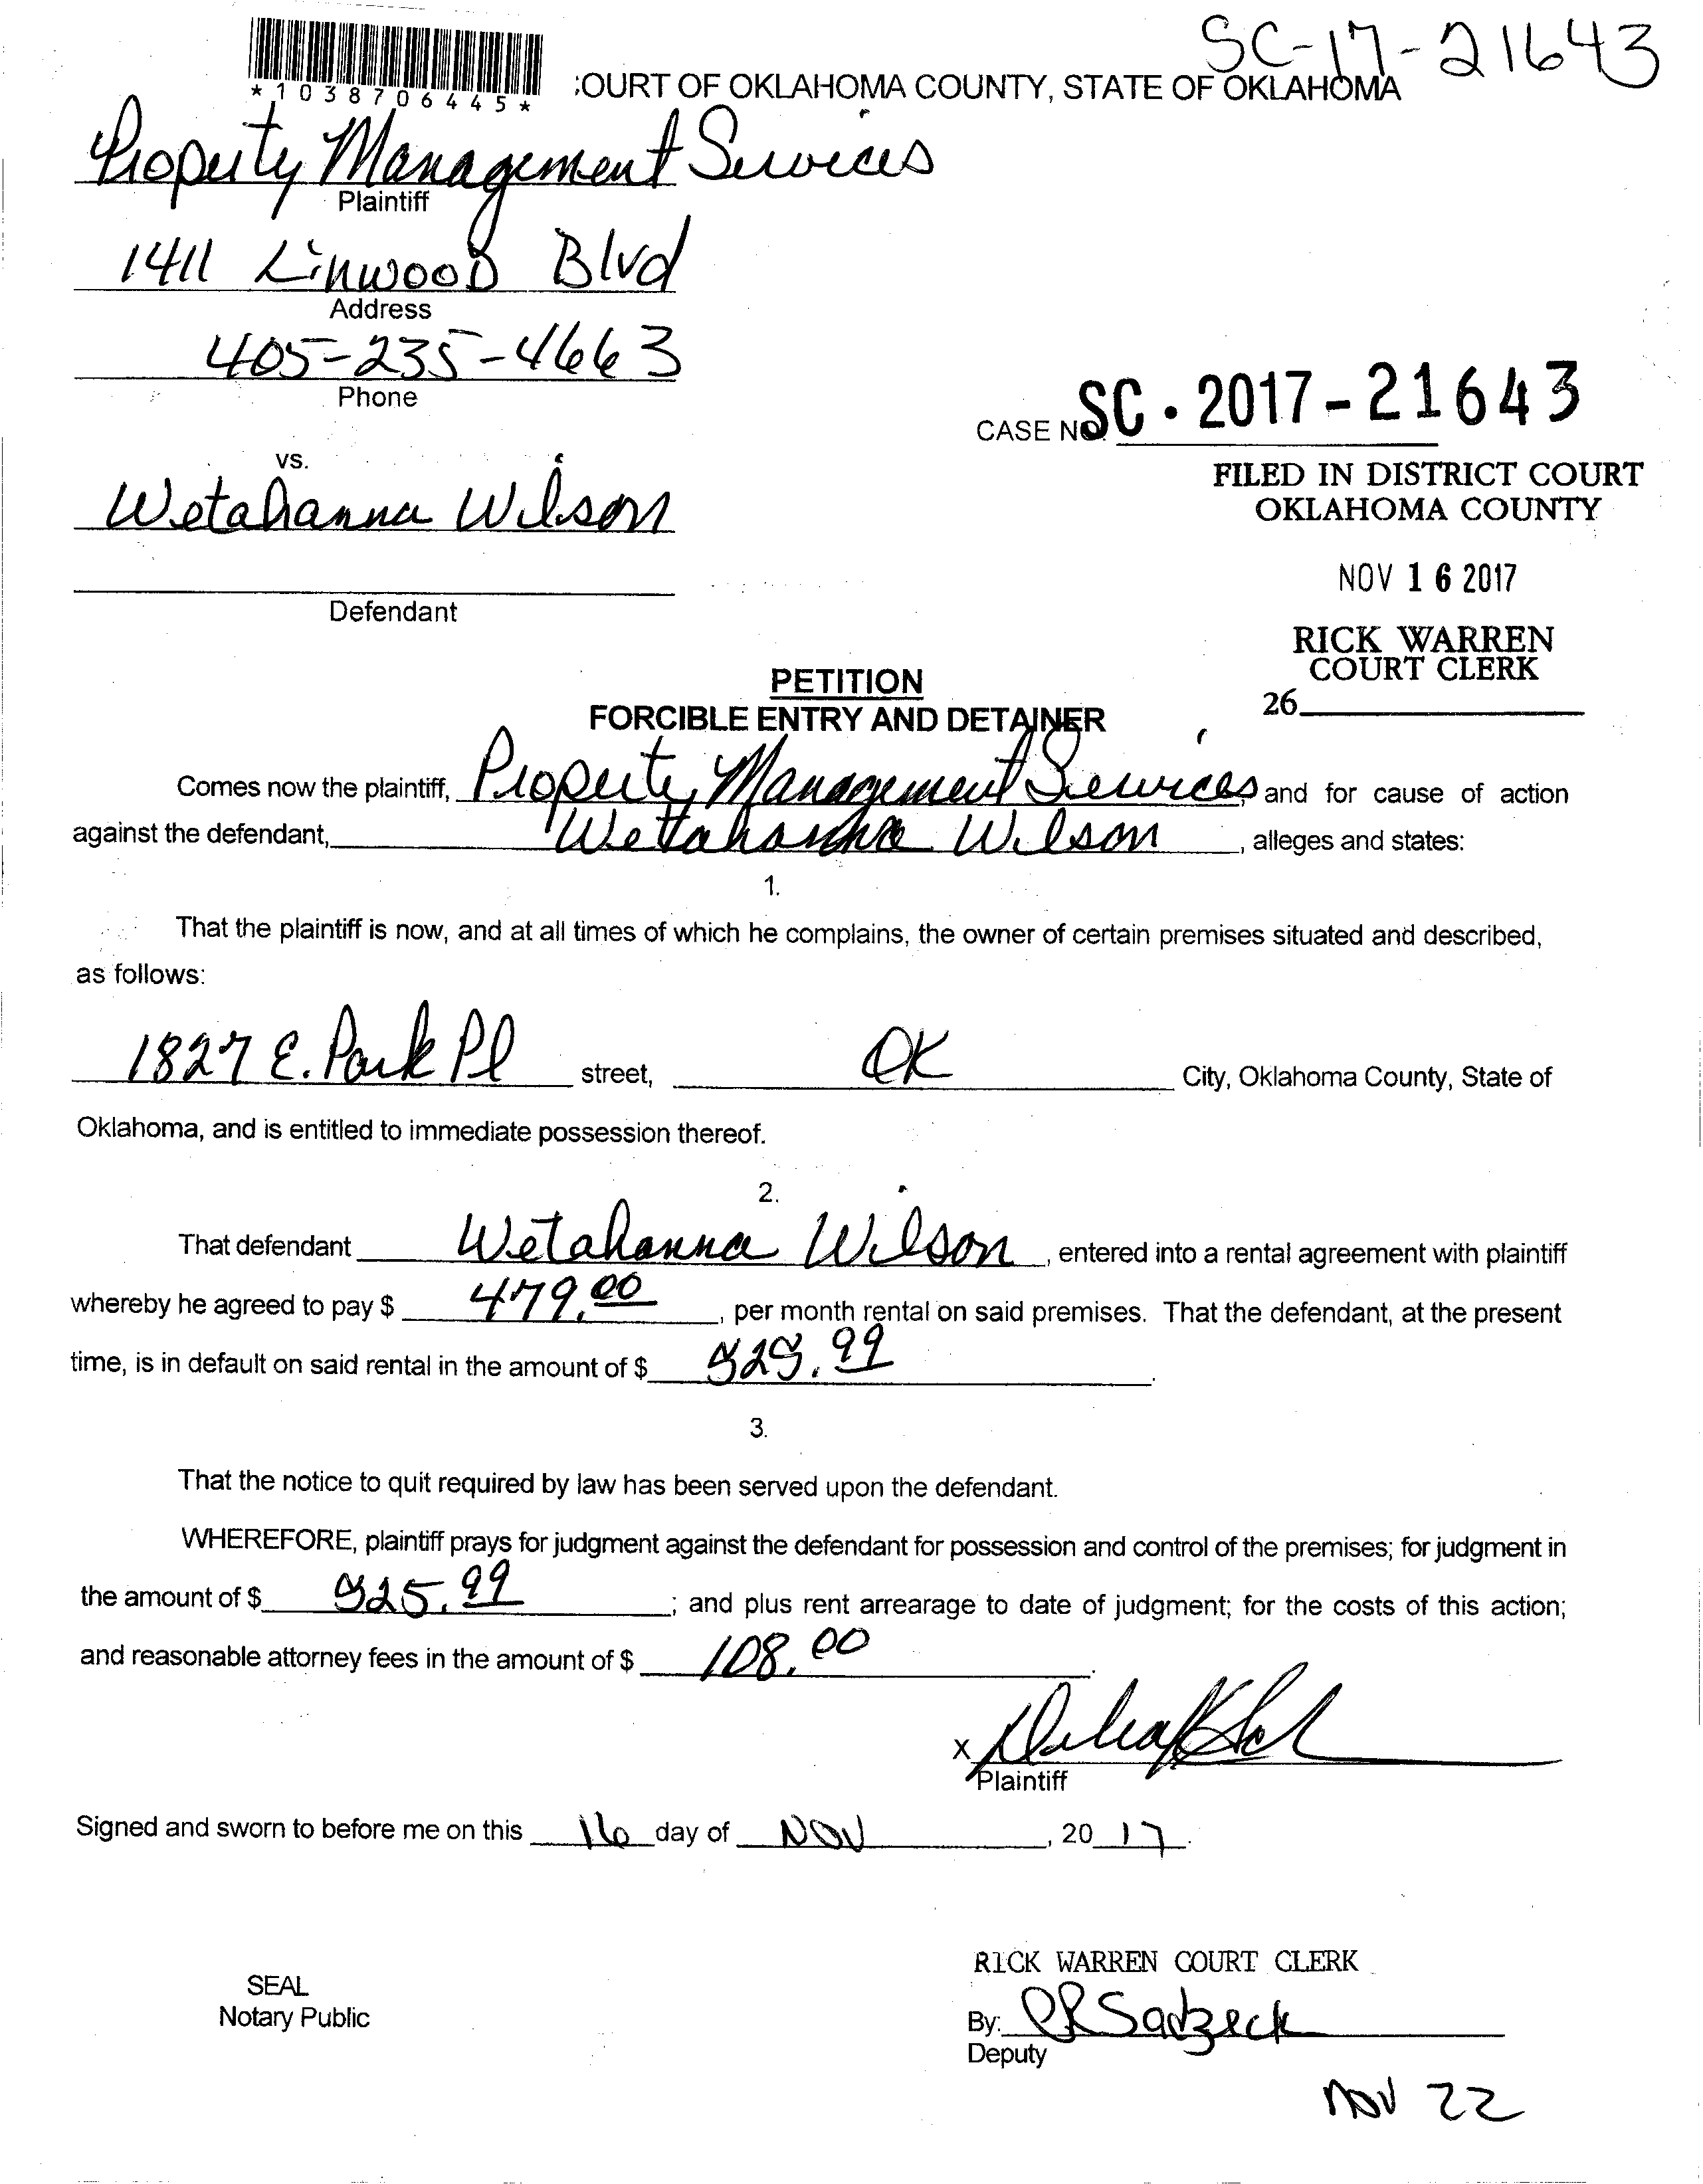 SC-17-21643
*1038706445*
:OURT OF OKLAHOMA COUNTY, STATE OF OKLAHOMA
Property Management Services
Plaintiff
1411 Linwood Blvd
Address
405-235-4663
Phone
CASE NO. SC - 2017-21643
vs.
FILED IN DISTRICT COURT
OKLAHOMA COUNTY
Wetahanna Wilson
NOV 16 2017
Defendant
RICK WARREN
COURT CLERK
26
PETITION
FORCIBLE ENTRY AND DETAINER
Comes now the plaintiff, Property Management Services, and for cause of action
against the defendant, Wettahanna Wilson, alleges and states:
1.
That the plaintiff is now, and at all times of which he complains, the owner of certain premises situated and described,
as follows:
1827 E. Park Pl street, OK City, Oklahoma County, State of
Oklahoma, and is entitled to immediate possession thereof.
2.
That defendant Wetahanna Wilson, entered into a rental agreement with plaintiff
whereby he agreed to pay $ 479.00, per month rental on said premises. That the defendant, at the present
time, is in default on said rental in the amount of $ .
3.
That the notice to quit required by law has been served upon the defendant.
WHEREFORE, plaintiff prays for judgment against the defendant for possession and control of the premises; for judgment in
the amount of $ ; and plus rent arrearage to date of judgment; for the costs of this action;
and reasonable attorney fees in the amount of $ 108.00.
x
Plaintiff
Signed and sworn to before me on this 16 day of NOV, 20 17.
RICK WARREN COURT CLERK
SEAL
Notary Public
By:
Deputy
NOV 22